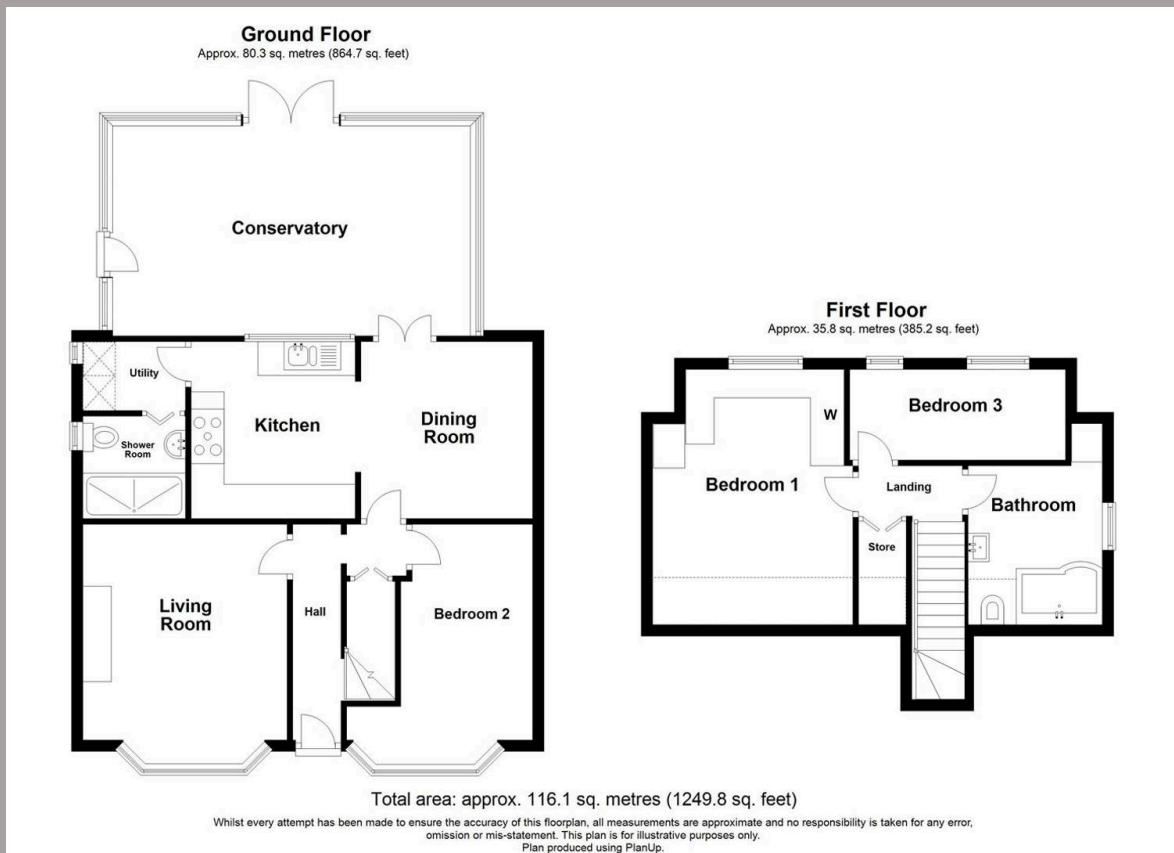 Ground Floor
Approx. 80.3 sq. metres (864.7 sq. feet)
Conservatory
Utility
Kitchen
Dining
Room
Shower
Room
Living
Room
Hall
Bedroom 2
First Floor
Approx. 35.8 sq. metres (385.2 sq. feet)
W
Bedroom 3
Bedroom 1
Landing
Bathroom
Store
Total area: approx. 116.1 sq. metres (1249.8 sq. feet)
Whilst every attempt has been made to ensure the accuracy of this floorplan, all measurements are approximate and no responsibility is taken for any error,
omission or mis-statement. This plan is for illustrative purposes only.
Plan produced using PlanUp.